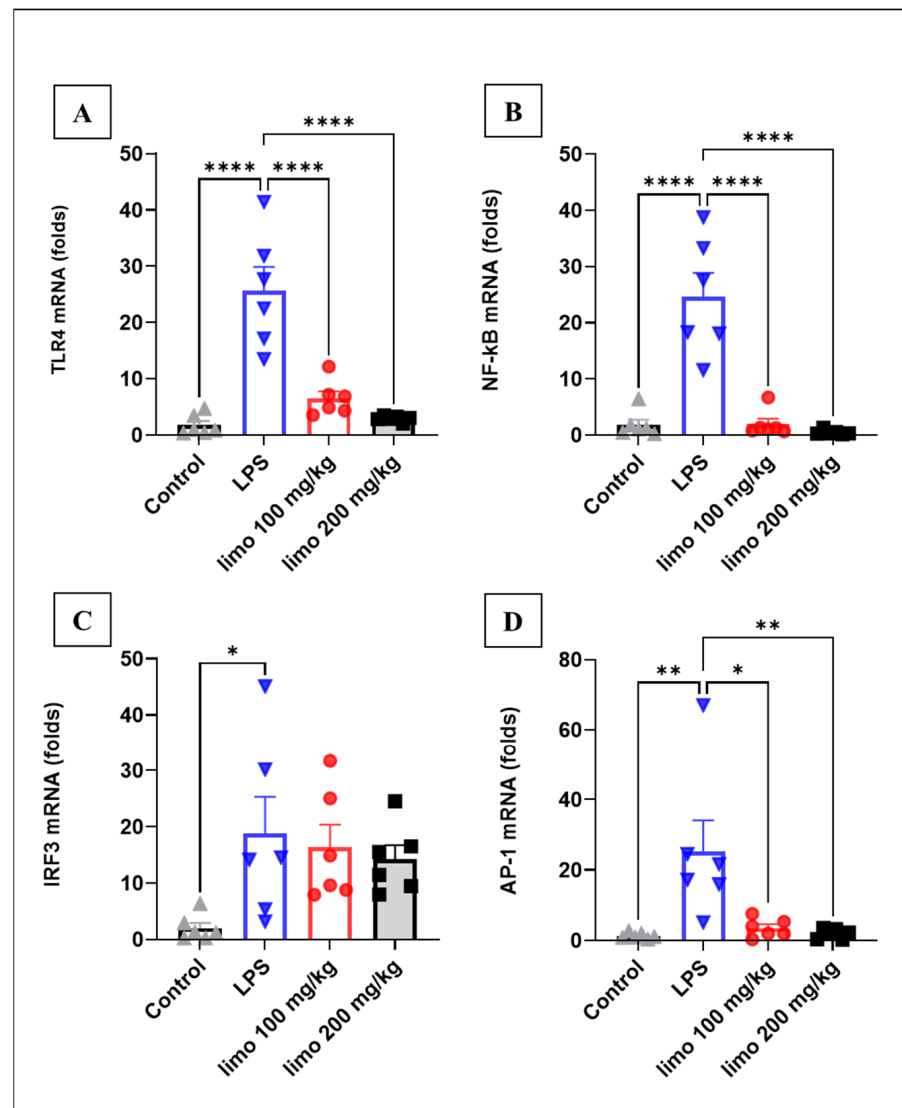 A
****
**** ****
TLR4 mRNA (folds)
50
40
30
20
10
0
Control
LPS
limo 100 mg/kg
limo 200 mg/kg
B
****
**** ****
NF-kB mRNA (folds)
50
40
30
20
10
0
Control
LPS
limo 100 mg/kg
limo 200 mg/kg
C
*
IRF3 mRNA (folds)
50
40
30
20
10
0
Control
LPS
limo 100 mg/kg
limo 200 mg/kg
D
**
** *
AP-1 mRNA (folds)
80
60
40
20
0
Control
LPS
limo 100 mg/kg
limo 200 mg/kg